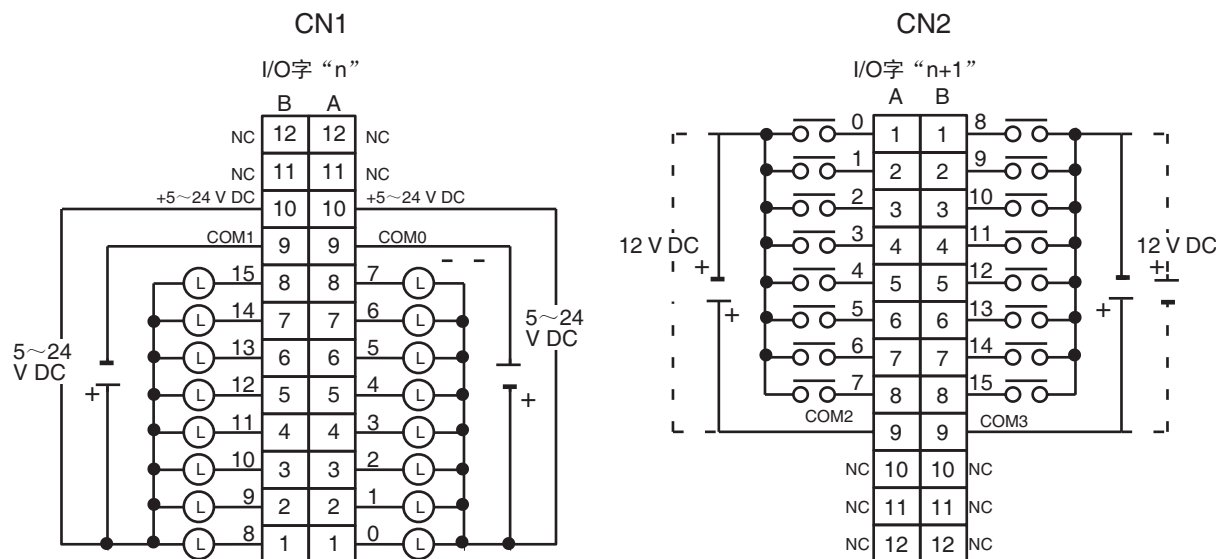 CN1
I/O字 “n”
B A
NC 12 12 NC
NC 11 11 NC
+5～24 V DC 10 10 +5～24 V DC
COM1 9 9 COM0
L 15 8 8 7 L
L 14 7 7 6 L
L 13 6 6 5 L
L 12 5 5 4 L
L 11 4 4 3 L
L 10 3 3 2 L
L 9 2 2 1 L
L 8 1 1 0 L
5～24
V DC
+
5～24
V DC
+
CN2
I/O字 “n+1”
A B
0 1 1 8
1 2 2 9
2 3 3 10
3 4 4 11
4 5 5 12
5 6 6 13
6 7 7 14
7 8 8 15
COM2 9 9 COM3
NC 10 10 NC
NC 11 11 NC
NC 12 12 NC
12 V DC
+
+
12 V DC
+
+